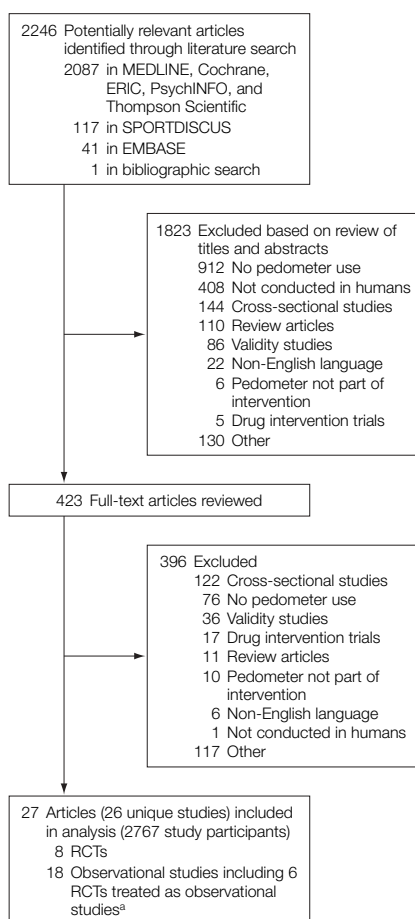 2246 Potentially relevant articles
identified through literature search
2087 in MEDLINE, Cochrane,
ERIC, PsychINFO, and
Thompson Scientific
117 in SPORTDISCUS
41 in EMBASE
1 in bibliographic search
1823 Excluded based on review of
titles and abstracts
912 No pedometer use
408 Not conducted in humans
144 Cross-sectional studies
110 Review articles
86 Validity studies
22 Non-English language
6 Pedometer not part of
intervention
5 Drug intervention trials
130 Other
423 Full-text articles reviewed
396 Excluded
122 Cross-sectional studies
76 No pedometer use
36 Validity studies
17 Drug intervention trials
11 Review articles
10 Pedometer not part of
intervention
6 Non-English language
1 Not conducted in humans
117 Other
27 Articles (26 unique studies) included
in analysis (2767 study participants)
8 RCTs
18 Observational studies including 6
RCTs treated as observational
studiesᵃ